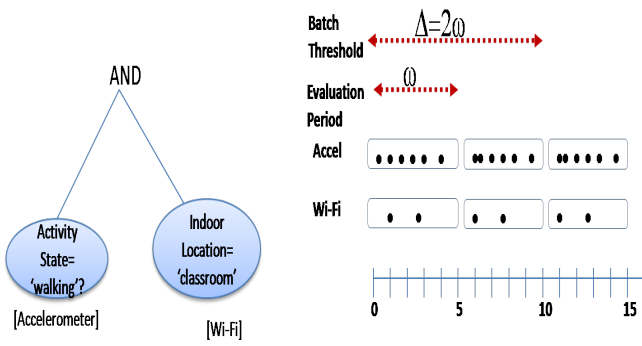 AND
Activity
State=
'walking'?
[Accelerometer]
Indoor
Location=
'classroom'
[Wi-Fi]
Batch
Threshold
Δ=2ω
ω
Evaluation
Period
Accel
Wi-Fi
0 5 10 15